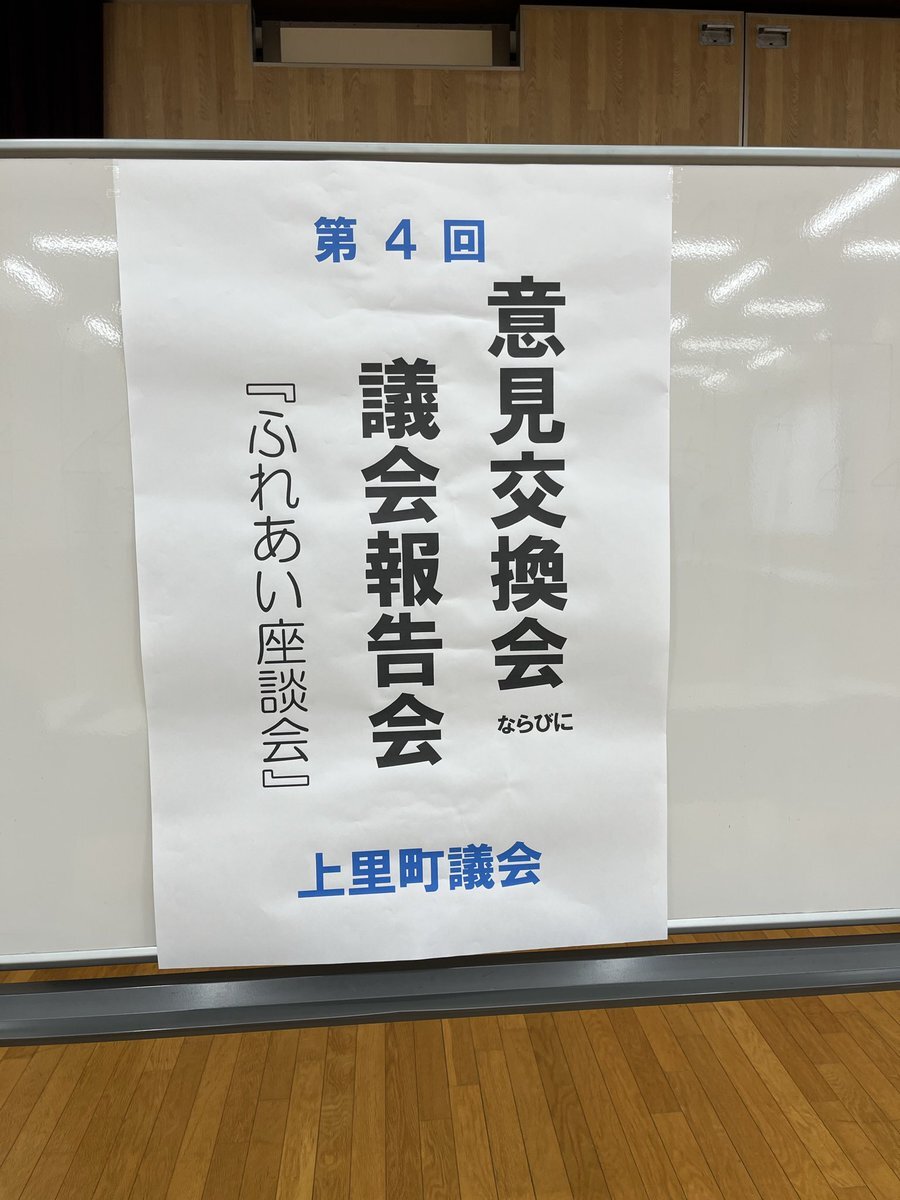 第4回
意見交換会ならびに
議会報告会
『ふれあい座談会』
上里町議会